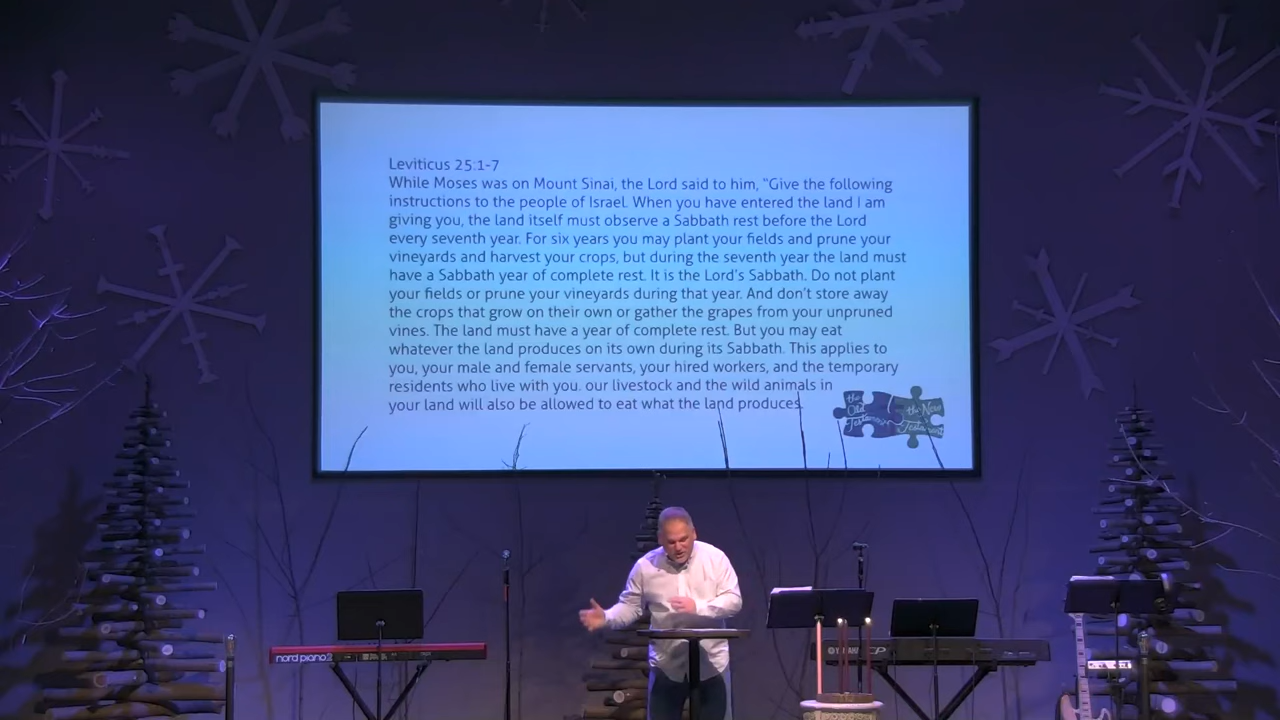 Leviticus 25:1-7
While Moses was on Mount Sinai, the Lord said to him, "Give the following
instructions to the people of Israel. When you have entered the land I am
giving you, the land itself must observe a Sabbath rest before the Lord
every seventh year. For six years you may plant your fields and prune your
vineyards and harvest your crops, but during the seventh year the land must
have a Sabbath year of complete rest. It is the Lord's Sabbath. Do not plant
your fields or prune your vineyards during that year. And don't store away
the crops that grow on their own or gather the grapes from your unpruned
vines. The land must have a year of complete rest. But you may eat
whatever the land produces on its own during its Sabbath. This applies to
you, your male and female servants, your hired workers, and the temporary
residents who live with you. our livestock and the wild animals in
your land will also be allowed to eat what the land produces.
the
Old
Testament
the New
Testament
nord piano 2
YAMAHA CP